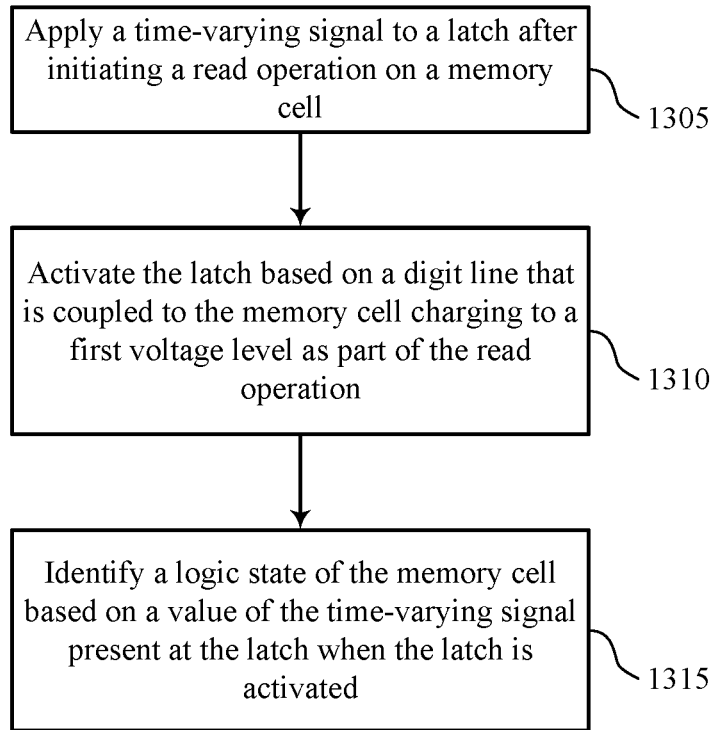 Apply a time-varying signal to a latch after
initiating a read operation on a memory
cell
1305
Activate the latch based on a digit line that
is coupled to the memory cell charging to a
first voltage level as part of the read
operation
1310
Identify a logic state of the memory cell
based on a value of the time-varying signal
present at the latch when the latch is
activated
1315